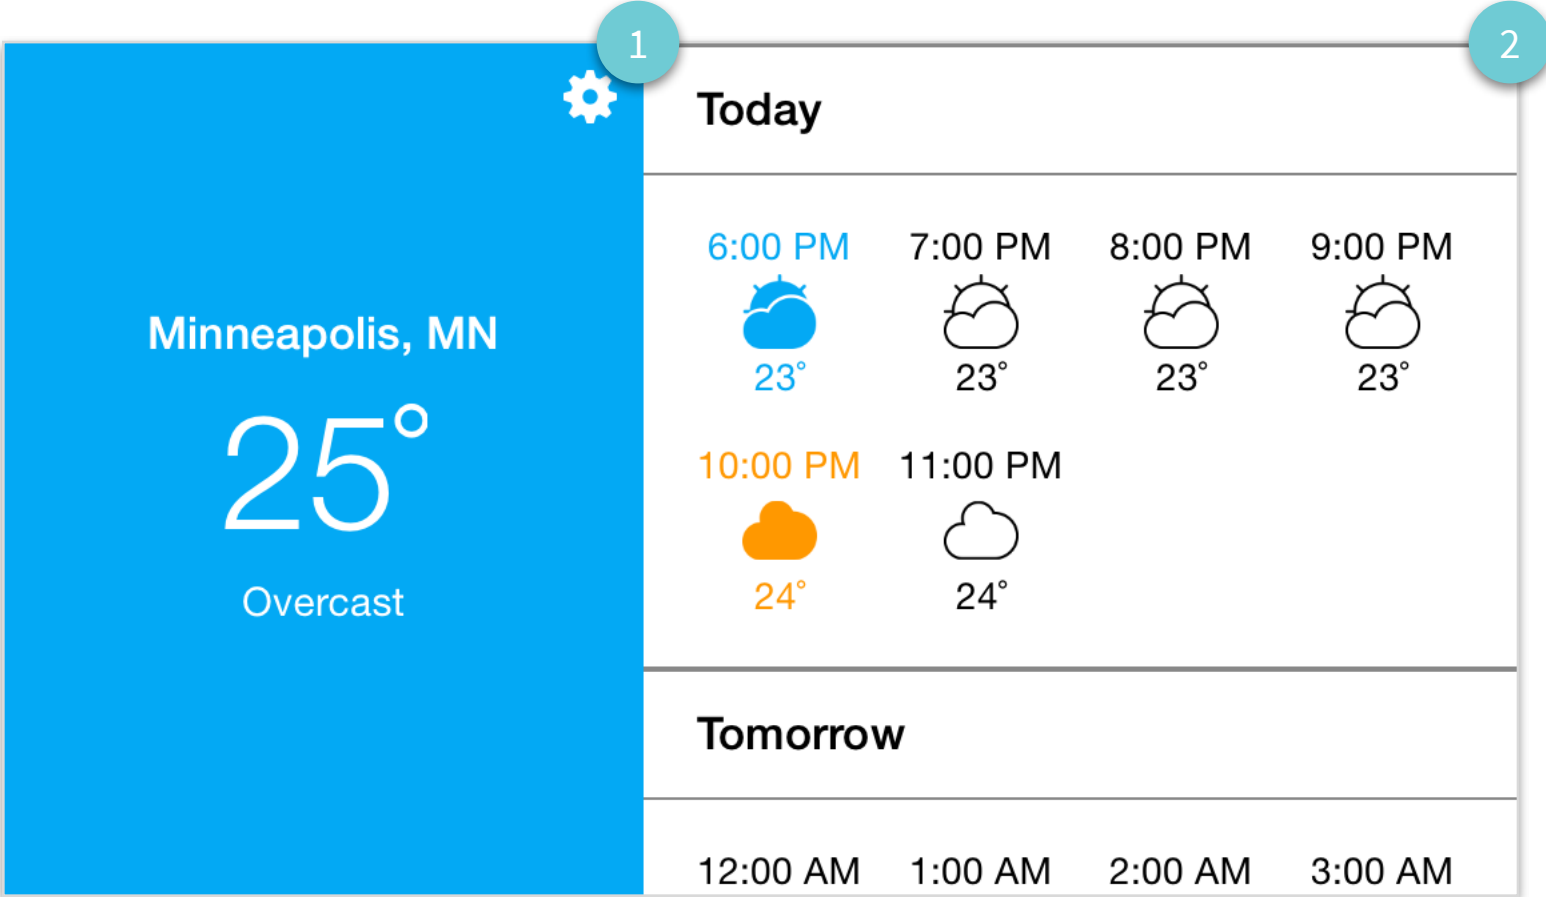 1
2
Minneapolis, MN
25°
Overcast
Today
6:00 PM 7:00 PM 8:00 PM 9:00 PM
23° 23° 23° 23°
10:00 PM 11:00 PM
24° 24°
Tomorrow
12:00 AM 1:00 AM 2:00 AM 3:00 AM